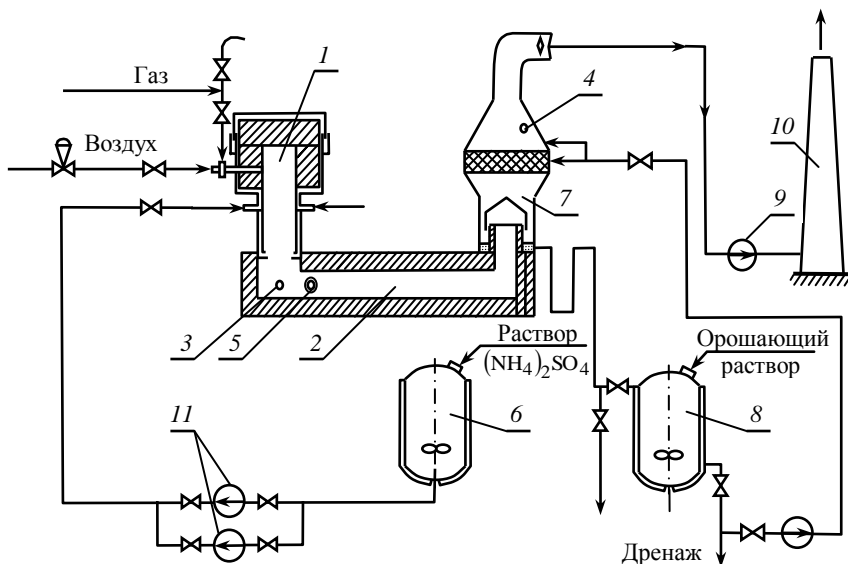 1
4
Газ
Воздух
10
7
9
3
5
2
Раствор
(NH4)2SO4
Орошающий
раствор
6
8
11
Дренаж